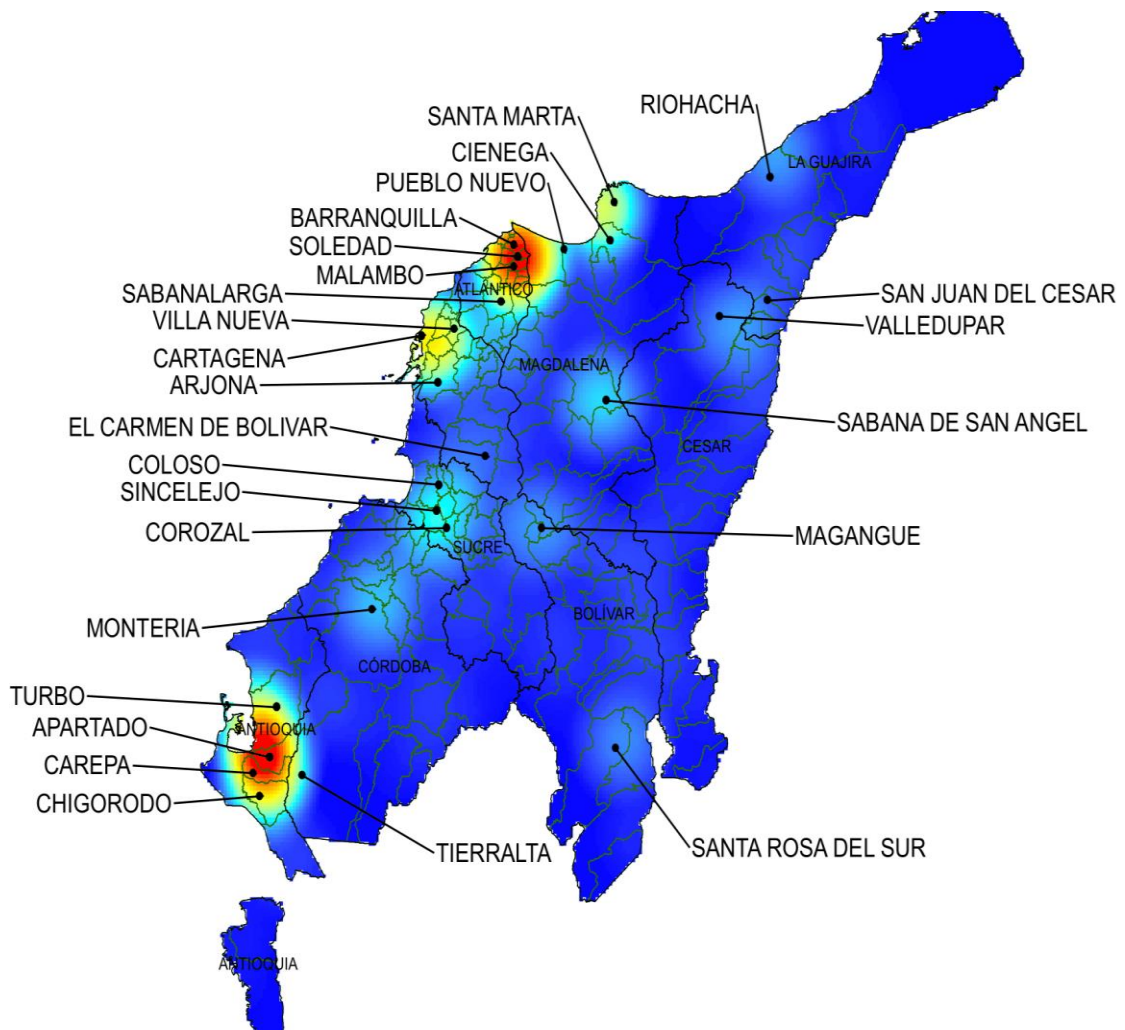 RIOHACHA
SANTA MARTA
CIENEGA
LA GUAJIRA
PUEBLO NUEVO
BARRANQUILLA
SOLEDAD
MALAMBO
ATLÁNTICO
SABANALARGA
SAN JUAN DEL CESAR
VILLA NUEVA
VALLEDUPAR
CARTAGENA
MAGDALENA
ARJONA
SABANA DE SAN ANGEL
EL CARMEN DE BOLIVAR
CESAR
COLOSO
SINCELEJO
COROZAL
MAGANGUE
SUCRE
BOLÍVAR
MONTERIA
CÓRDOBA
TURBO
APARTADO
ANTIOQUIA
CAREPA
CHIGORODO
TIERRALTA
SANTA ROSA DEL SUR
ANTIOQUIA